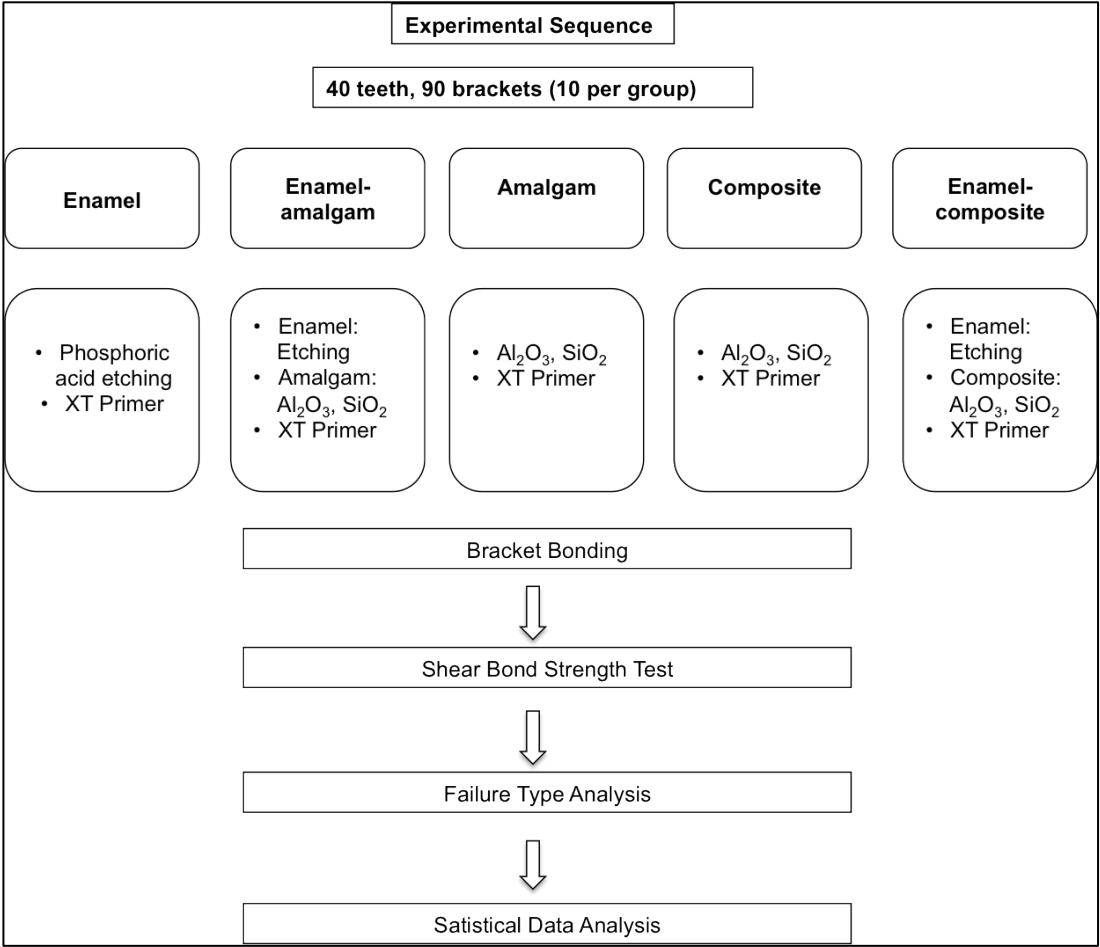 Experimental Sequence
40 teeth, 90 brackets (10 per group)
Enamel
Enamel-
amalgam
Amalgam
Composite
Enamel-
composite
• Phosphoric
acid etching
• XT Primer
• Enamel:
Etching
• Amalgam:
Al₂O₃, SiO₂
• XT Primer
• Al₂O₃, SiO₂
• XT Primer
• Al₂O₃, SiO₂
• XT Primer
• Enamel:
Etching
• Composite:
Al₂O₃, SiO₂
• XT Primer
Bracket Bonding
Shear Bond Strength Test
Failure Type Analysis
Satistical Data Analysis